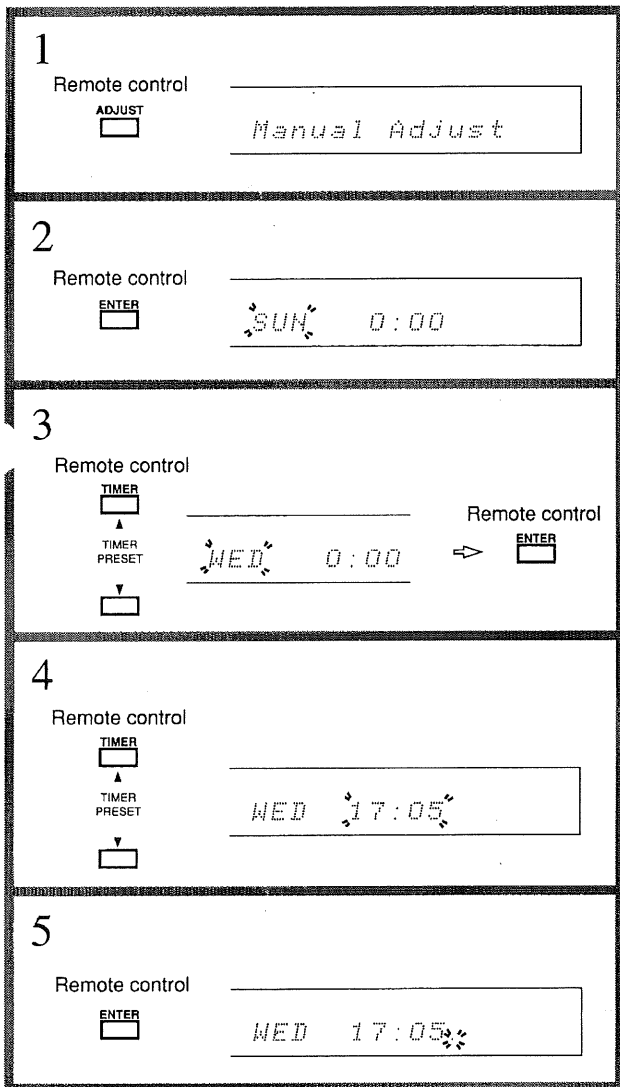 1
Remote control
ADJUST
Manual Adjust
2
Remote control
ENTER
SUN 0:00
3
Remote control
TIMER
TIMER
PRESET
WED 0:00
Remote control
ENTER
4
Remote control
TIMER
TIMER
PRESET
WED 17:05
5
Remote control
ENTER
WED 17:05